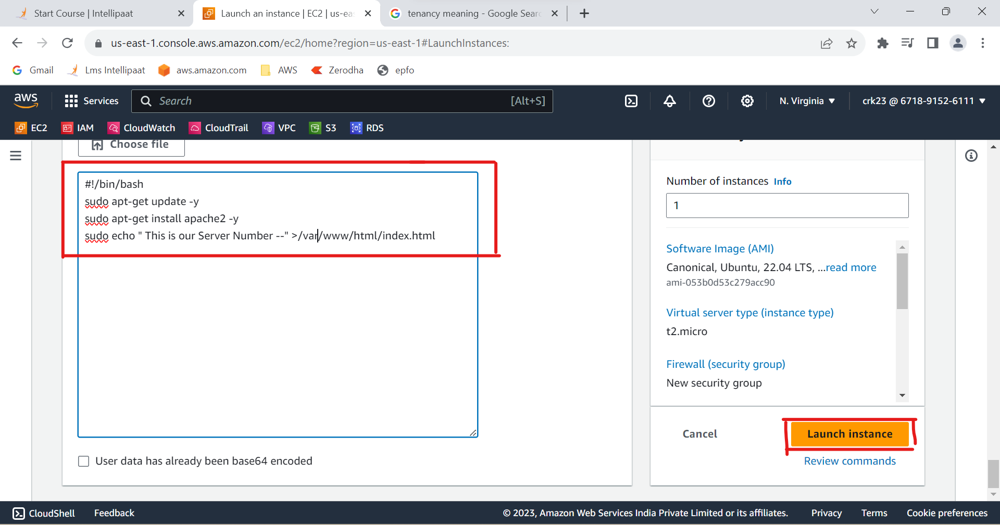 Start Course | Intellipaat
Launch an instance | EC2 | us-eas
tenancy meaning - Google Searc
us-east-1.console.aws.amazon.com/ec2/home?region=us-east-1#LaunchInstances:
Gmail
Lms Intellipaat
aws.amazon.com
AWS
Zerodha
epfo
aws
Services
Search
[Alt+S]
N. Virginia
crk23 @ 6718-9152-6111
EC2
IAM
CloudWatch
CloudTrail
VPC
S3
RDS
Choose file
#!/bin/bash
sudo apt-get update -y
sudo apt-get install apache2 -y
sudo echo " This is our Server Number --" >/var/www/html/index.html
User data has already been base64 encoded
Number of instances Info
1
Software Image (AMI)
Canonical, Ubuntu, 22.04 LTS, ...read more
ami-053b0d53c279acc90
Virtual server type (instance type)
t2.micro
Firewall (security group)
New security group
Cancel
Launch instance
Review commands
CloudShell
Feedback
© 2023, Amazon Web Services India Private Limited or its affiliates.
Privacy
Terms
Cookie preferences